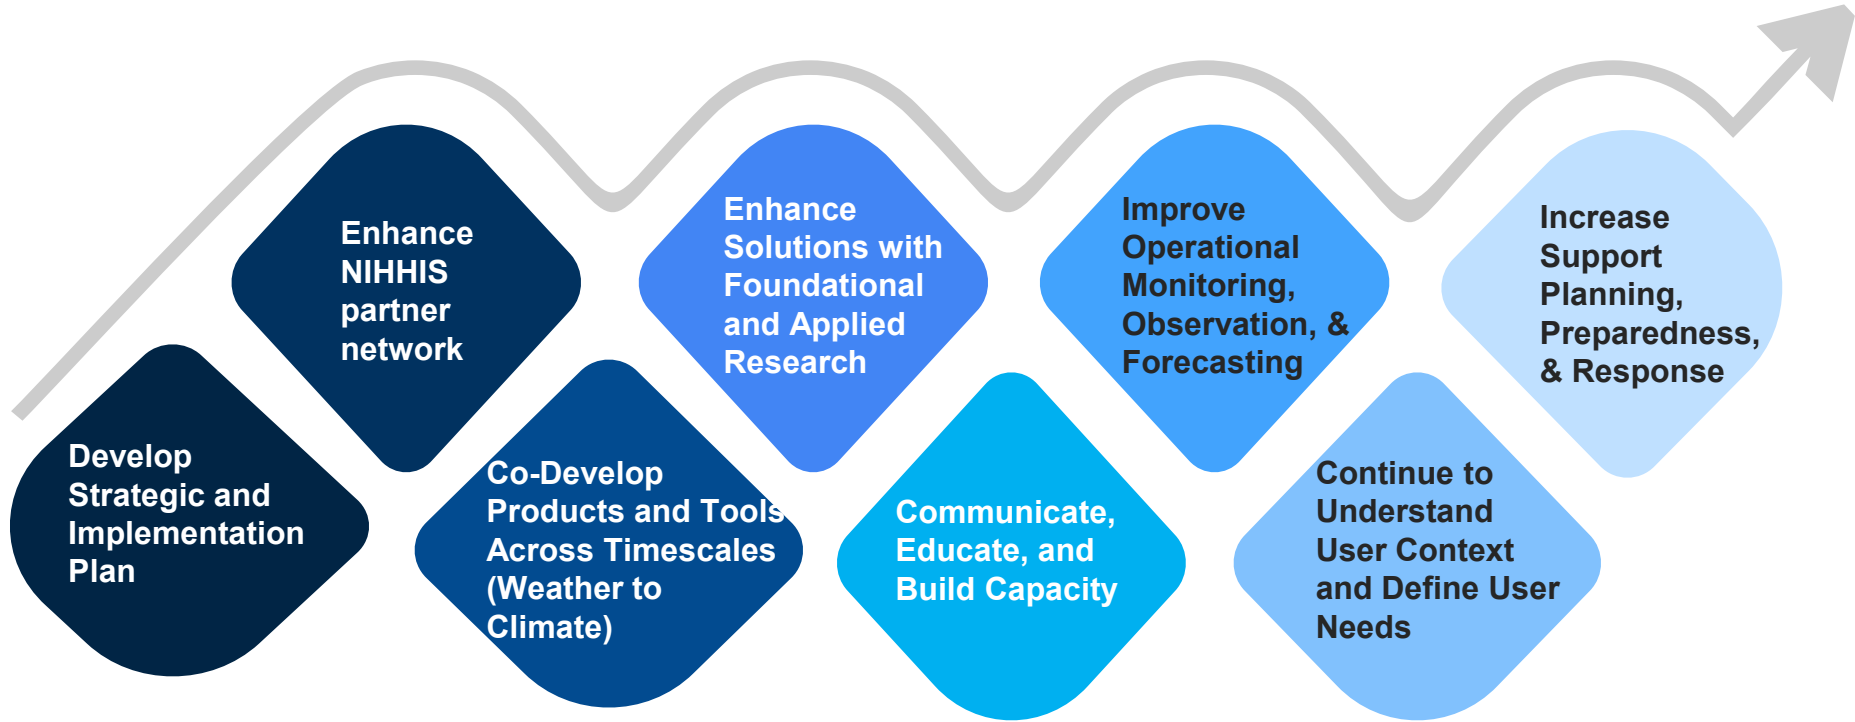 Develop
Strategic and
Implementation
Plan
Enhance
NIHHIS
partner
network
Co-Develop
Products and Tools
Across Timescales
(Weather to
Climate)
Enhance
Solutions with
Foundational
and Applied
Research
Communicate,
Educate, and
Build Capacity
Improve
Operational
Monitoring,
Observation, &
Forecasting
Continue to
Understand
User Context
and Define User
Needs
Increase
Support
Planning,
Preparedness,
& Response